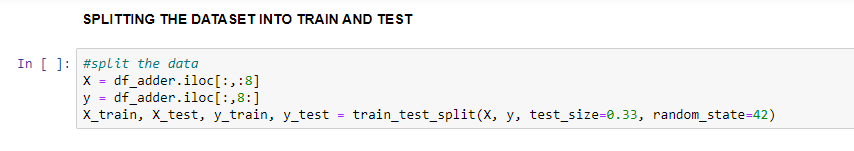 SPLITTING THE DATASET INTO TRAIN AND TEST
In [ ]: #split the data
X = df_adder.iloc[:,:8]
y = df_adder.iloc[:,8:]
X_train, X_test, y_train, y_test = train_test_split(X, y, test_size=0.33, random_state=42)